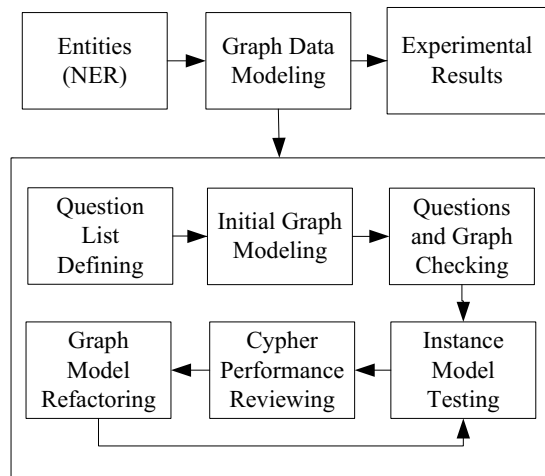 Entities
(NER)
Graph Data
Modeling
Experimental
Results
Question
List
Defining
Initial Graph
Modeling
Questions
and Graph
Checking
Graph
Model
Refactoring
Cypher
Performance
Reviewing
Instance
Model
Testing